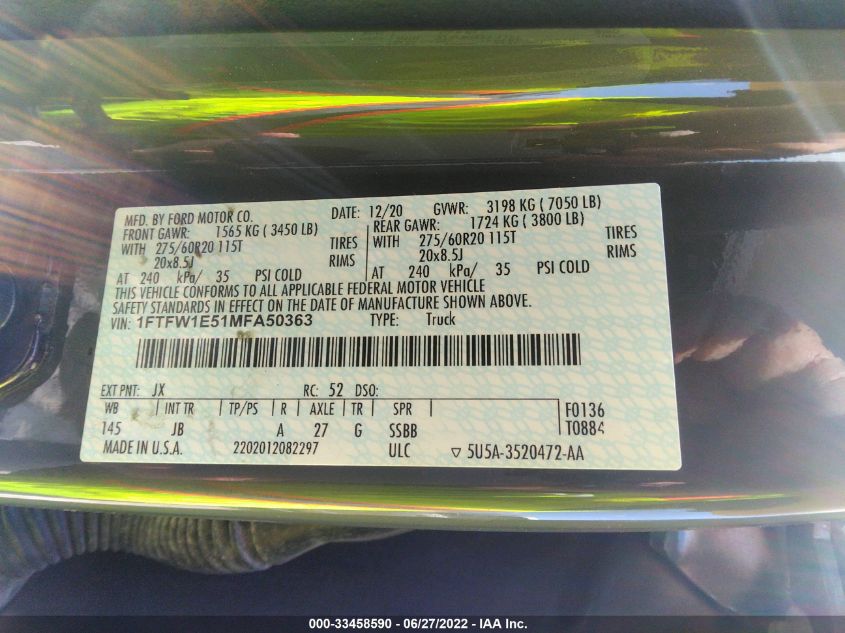 MFD. BY FORD MOTOR CO. DATE: 12/20 GVWR: 3198 KG ( 7050 LB)
FRONT GAWR: 1565 KG ( 3450 LB) REAR GAWR: 1724 KG ( 3800 LB)
WITH 275/60R20 115T TIRES WITH 275/60R20 115T TIRES
20x8.5J RIMS 20x8.5J RIMS
AT 240 kPa/ 35 PSI COLD AT 240 kPa/ 35 PSI COLD
THIS VEHICLE CONFORMS TO ALL APPLICABLE FEDERAL MOTOR VEHICLE
SAFETY STANDARDS IN EFFECT ON THE DATE OF MANUFACTURE SHOWN ABOVE.
VIN: 1FTFW1E51MFA50363 TYPE: Truck
EXT PNT: JX RC: 52 DSO:
WB INT TR TP/PS R AXLE TR SPR F0136
145 JB A 27 G SSBB T0884
MADE IN U.S.A. 2202012082297 ULC ▽ 5U5A-3520472-AA
000-33458590 - 06/27/2022 - IAA Inc.